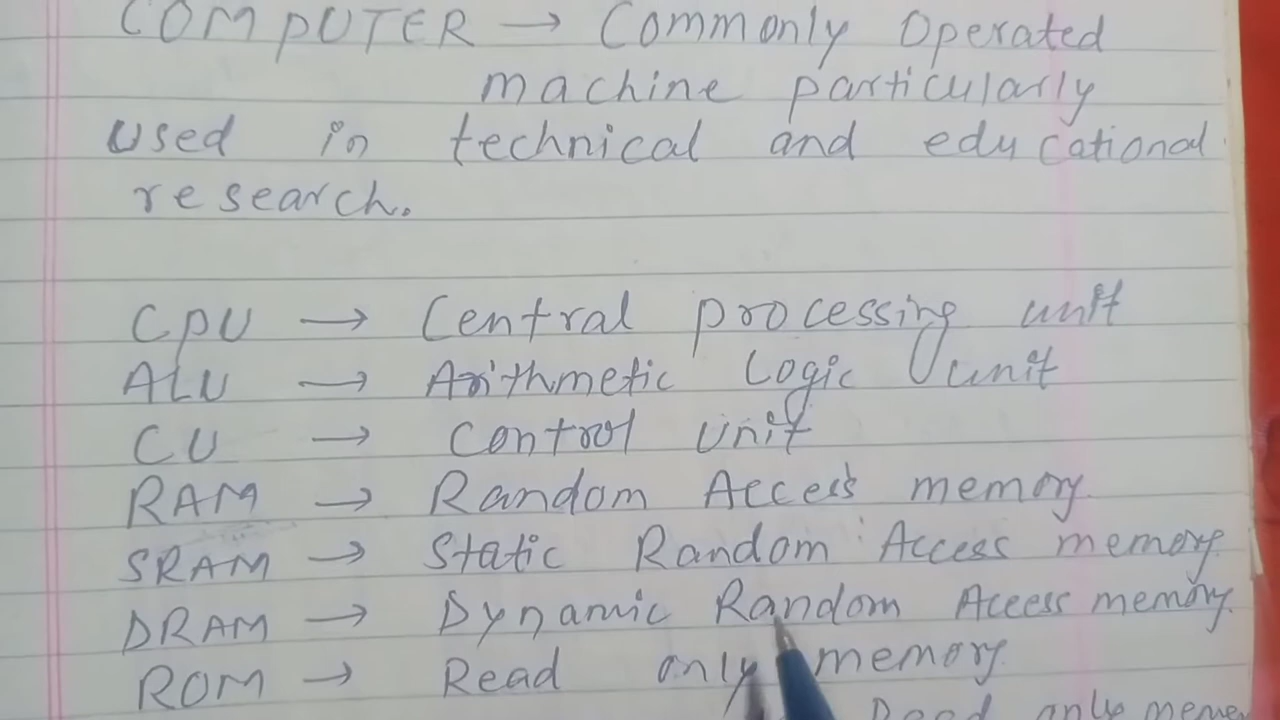 COMPUTER → Commonly Operated
machine particularly
used in technical and educational
research.
CPU → Central processing unit
ALU → Arithmetic Logic Unit
CU → Control unit
RAM → Random Access memory
SRAM → Static Random Access memory
DRAM → Dynamic Random Access memory
ROM → Read only memory
Read only